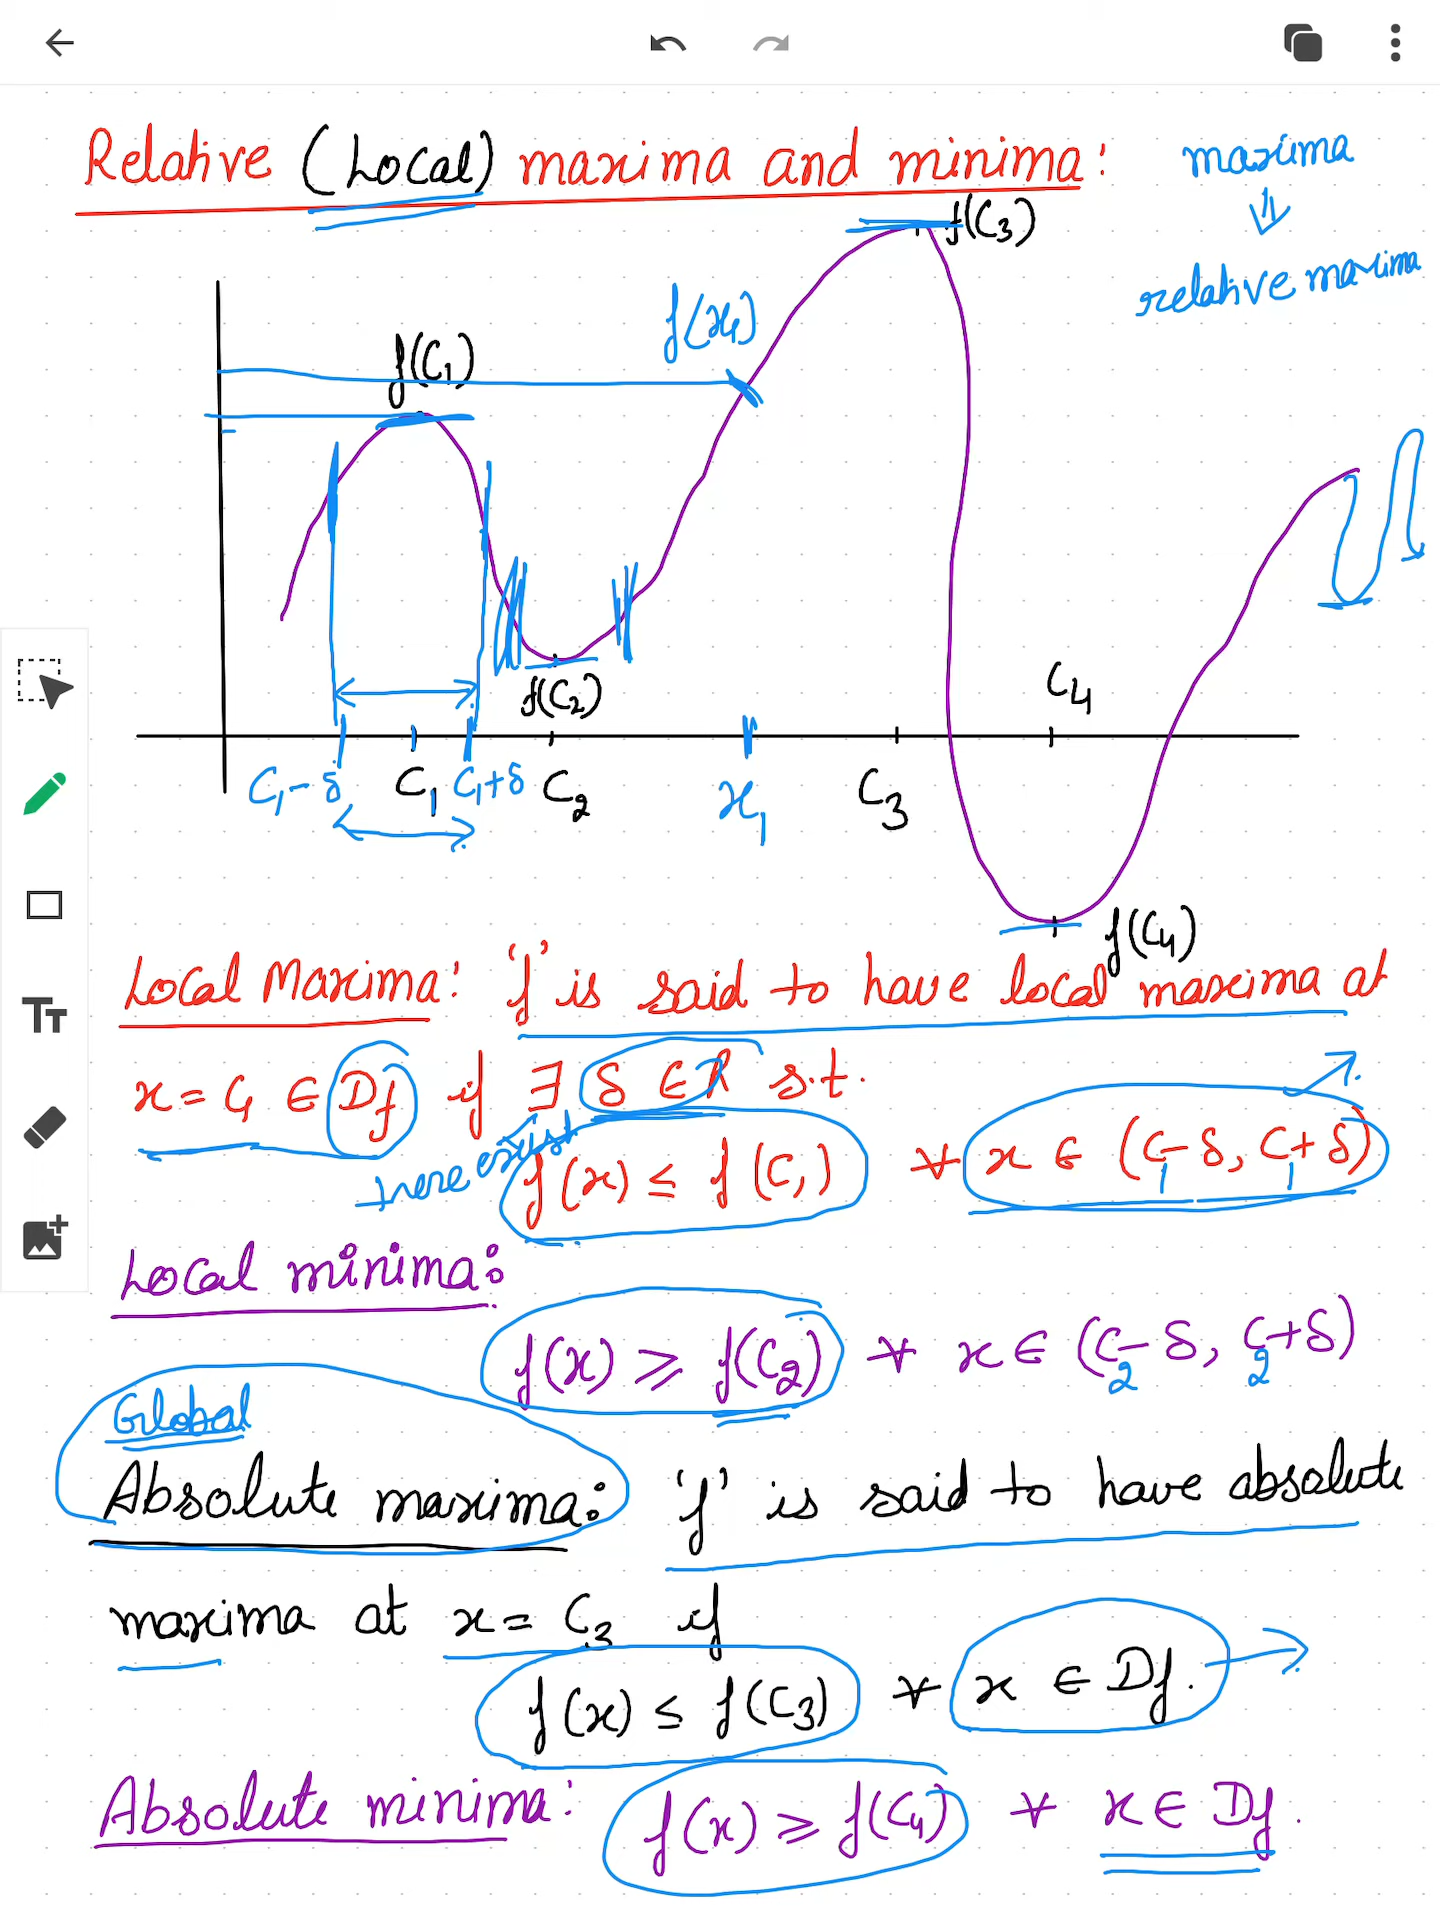 Relative (Local) maxima and minima:
maxima
⇓
relative maxima
f(C3)
f(x1)
f(C1)
f(C2)
C4
C1-δ C1 C1+δ C2 x1 C3
f(C4)
Local Maxima: 'f' is said to have local maxima at
x = C1 ∈ Df if ∃ δ ∈ R s.t.
there exist
f(x) ≤ f(C1) ∀ x ∈ (C1-δ, C1+δ)
Local minima:
f(x) ≥ f(C2) ∀ x ∈ (C2-δ, C2+δ)
Global
Absolute maxima: 'f' is said to have absolute
maxima at x = C3 if
f(x) ≤ f(C3) ∀ x ∈ Df.
Absolute minima: f(x) ≥ f(C4) ∀ x ∈ Df.
TT